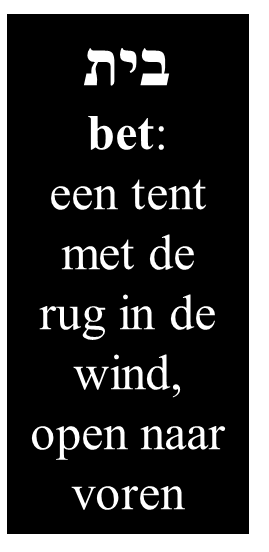 בית
bet:
een tent
met de
rug in de
wind,
open naar
voren